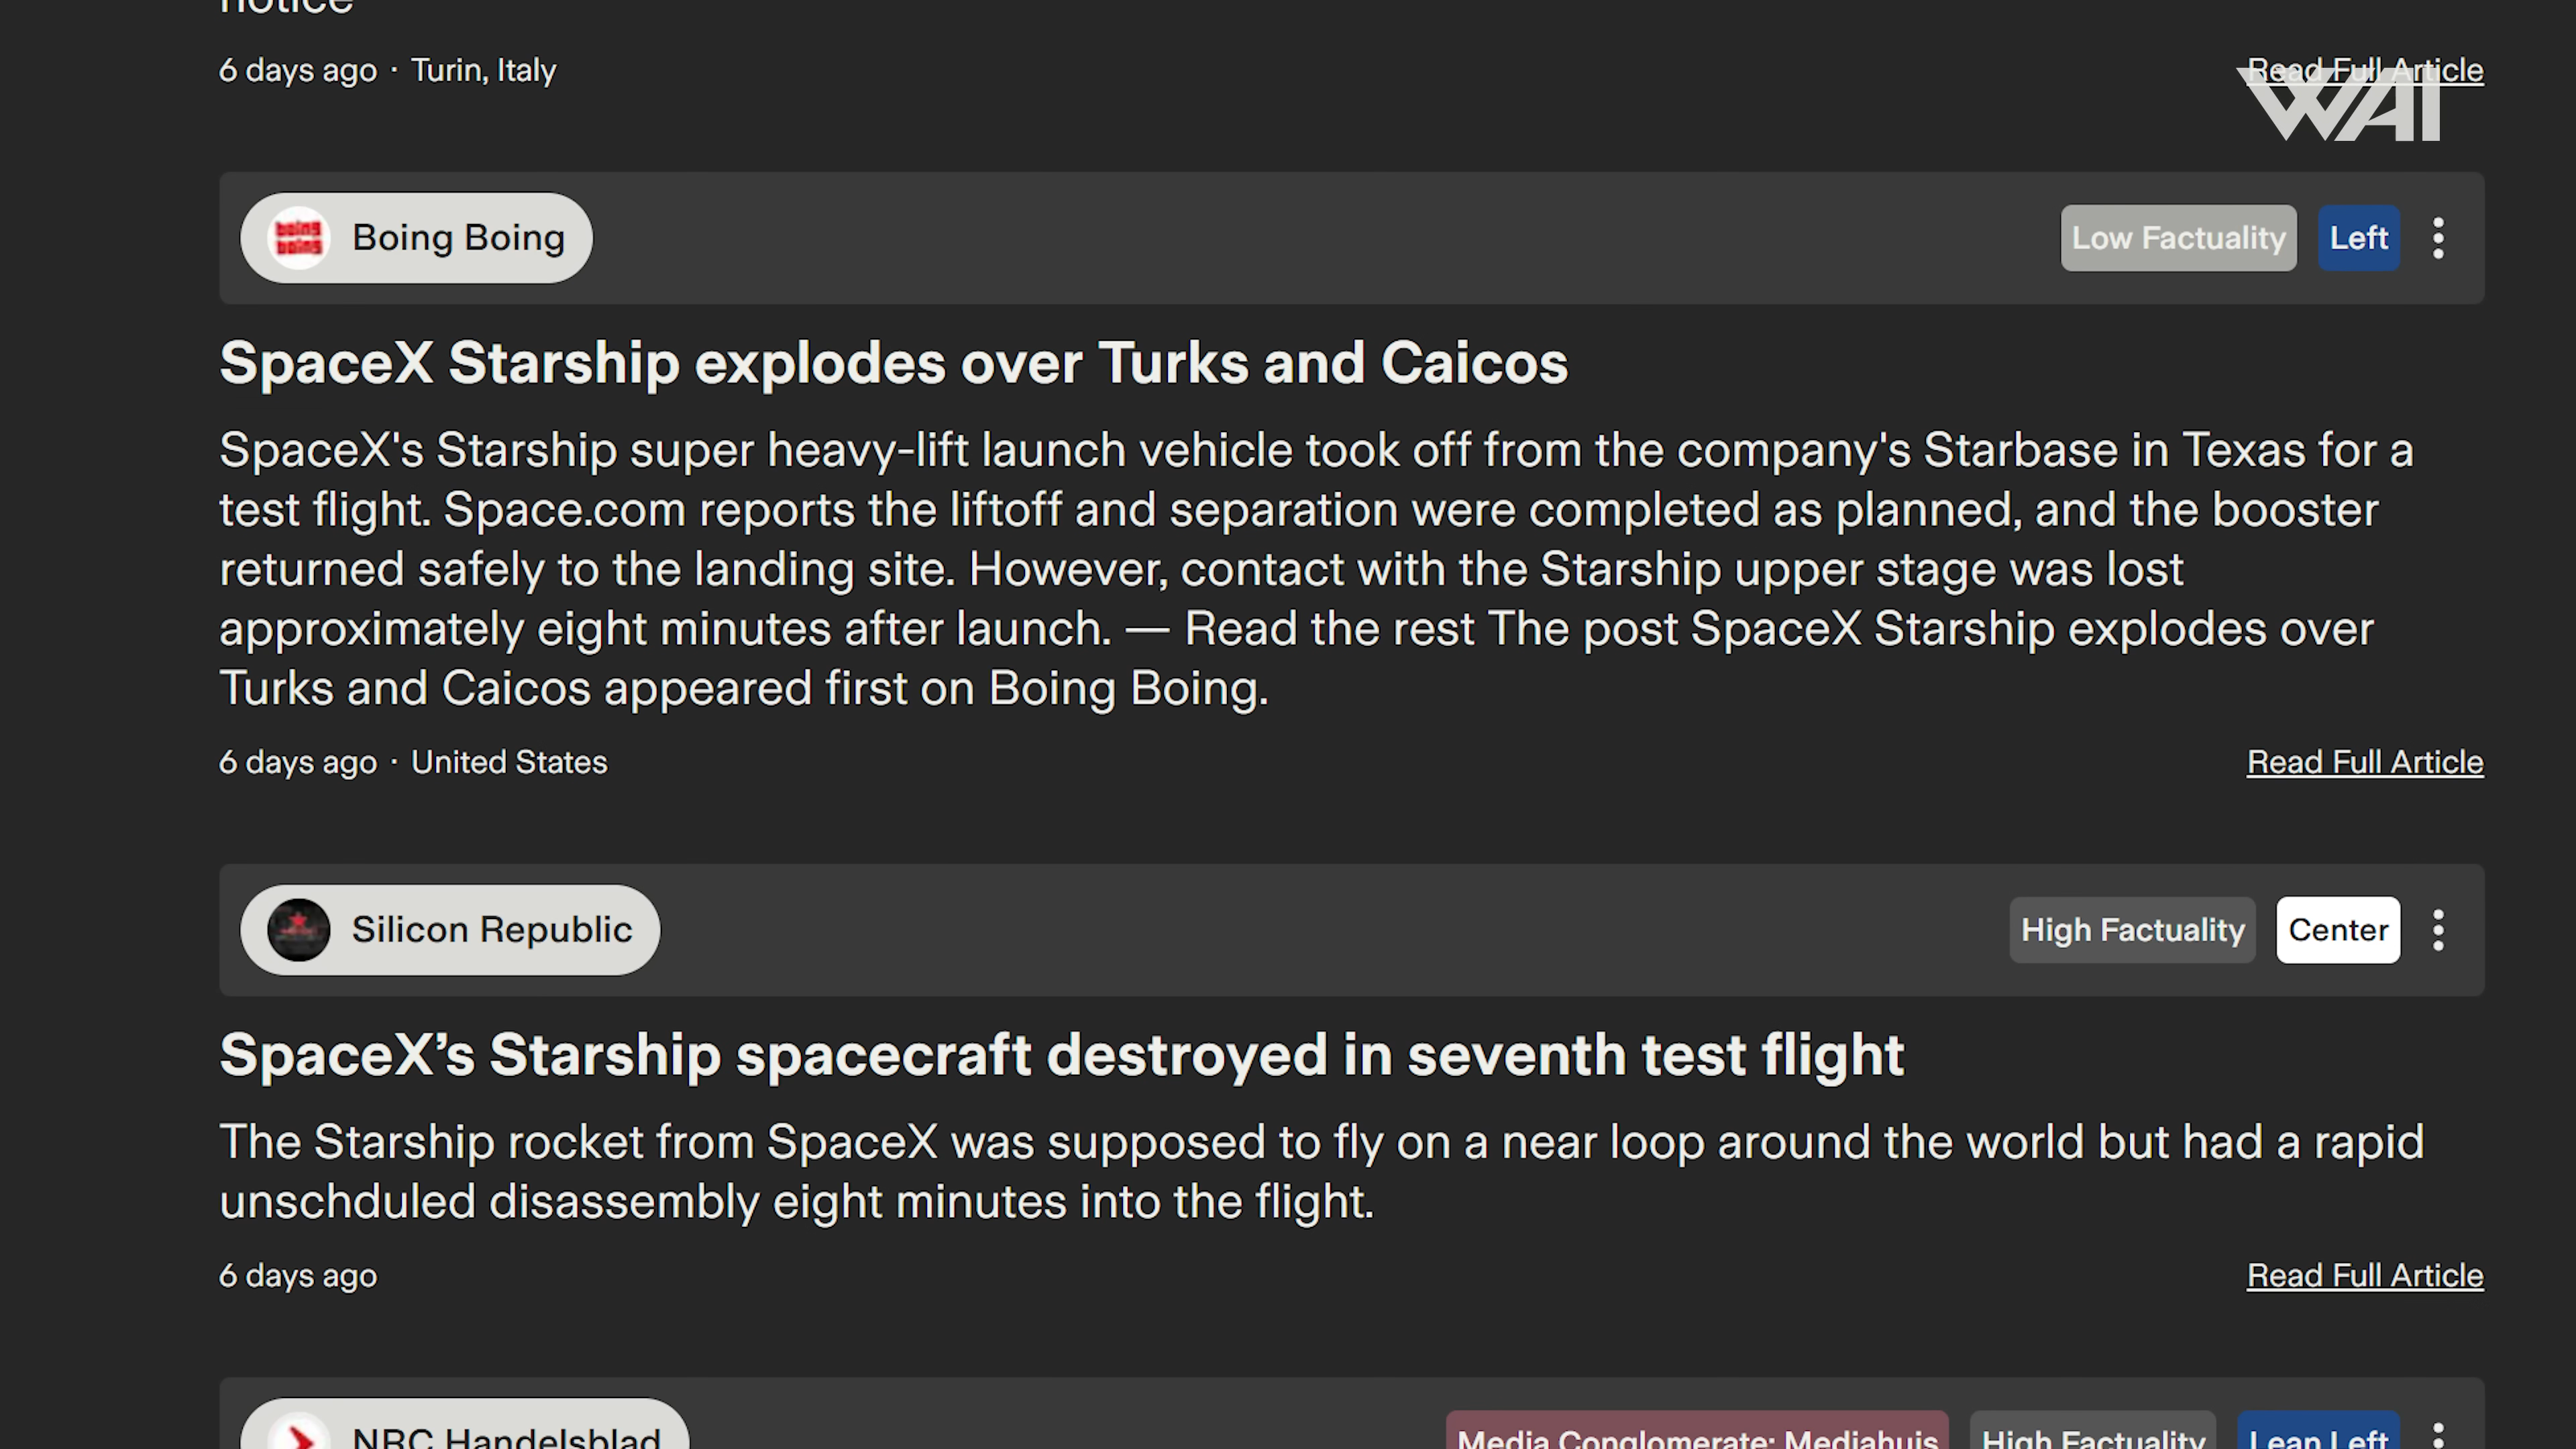 notice
6 days ago · Turin, Italy
Read Full Article
WAI
boing boing
Boing Boing
Low Factuality
Left
SpaceX Starship explodes over Turks and Caicos
SpaceX's Starship super heavy-lift launch vehicle took off from the company's Starbase in Texas for a
test flight. Space.com reports the liftoff and separation were completed as planned, and the booster
returned safely to the landing site. However, contact with the Starship upper stage was lost
approximately eight minutes after launch. — Read the rest The post SpaceX Starship explodes over
Turks and Caicos appeared first on Boing Boing.
6 days ago · United States
Read Full Article
Silicon Republic
High Factuality
Center
SpaceX’s Starship spacecraft destroyed in seventh test flight
The Starship rocket from SpaceX was supposed to fly on a near loop around the world but had a rapid
unschduled disassembly eight minutes into the flight.
6 days ago
Read Full Article
NRC Handelsblad
Media Conglomerate: Mediahuis
High Factuality
Lean Left